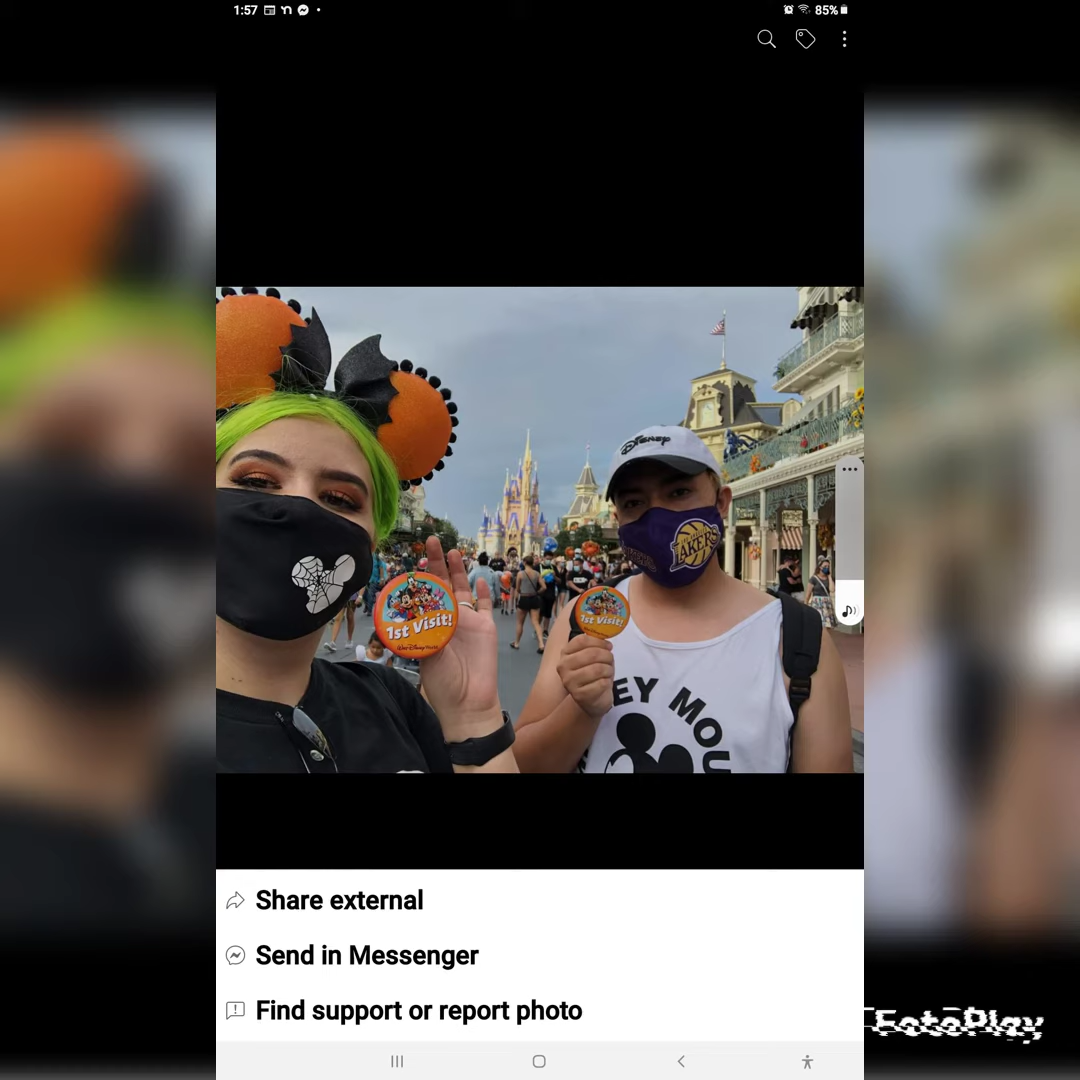 1:57
85%
Disney
LAKERS
1st Visit!
1st Visit!
EY MOU
Share external
Send in Messenger
Find support or report photo
FotoPlay